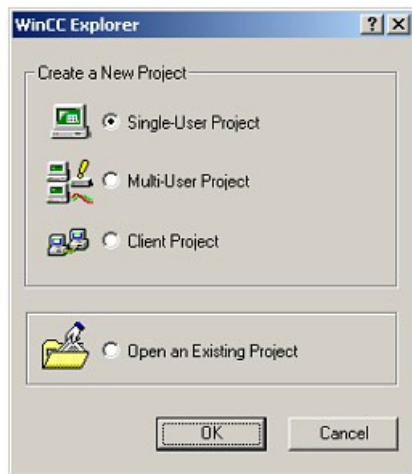 WinCC Explorer
Create a New Project
Single-User Project
Multi-User Project
Client Project
Open an Existing Project
OK
Cancel